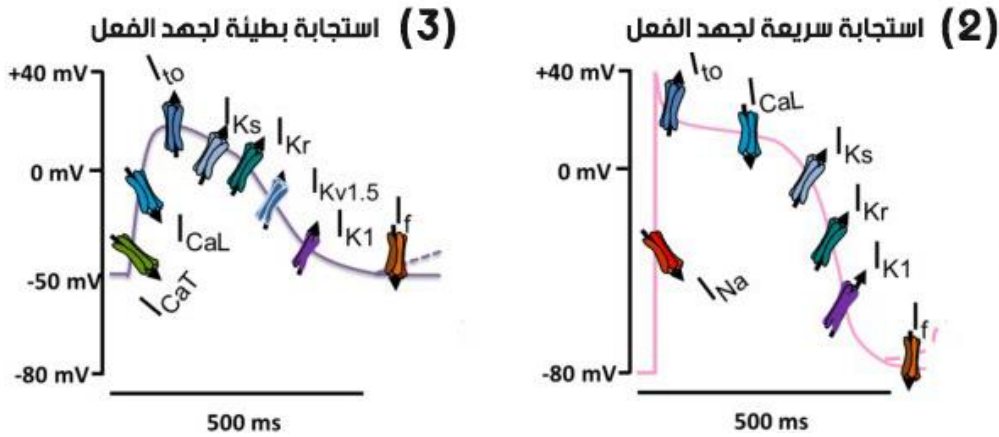 (2) استجابة سريعة لجهد الفعل
+40 mV
0 mV
-80 mV
Ito
ICaL
IKs
IKr
IK1
If
INa
500 ms
(3) استجابة بطيئة لجهد الفعل
+40 mV
0 mV
-50 mV
-80 mV
Ito
IKs
IKr
IKv1.5
IK1
If
ICaL
ICaT
500 ms